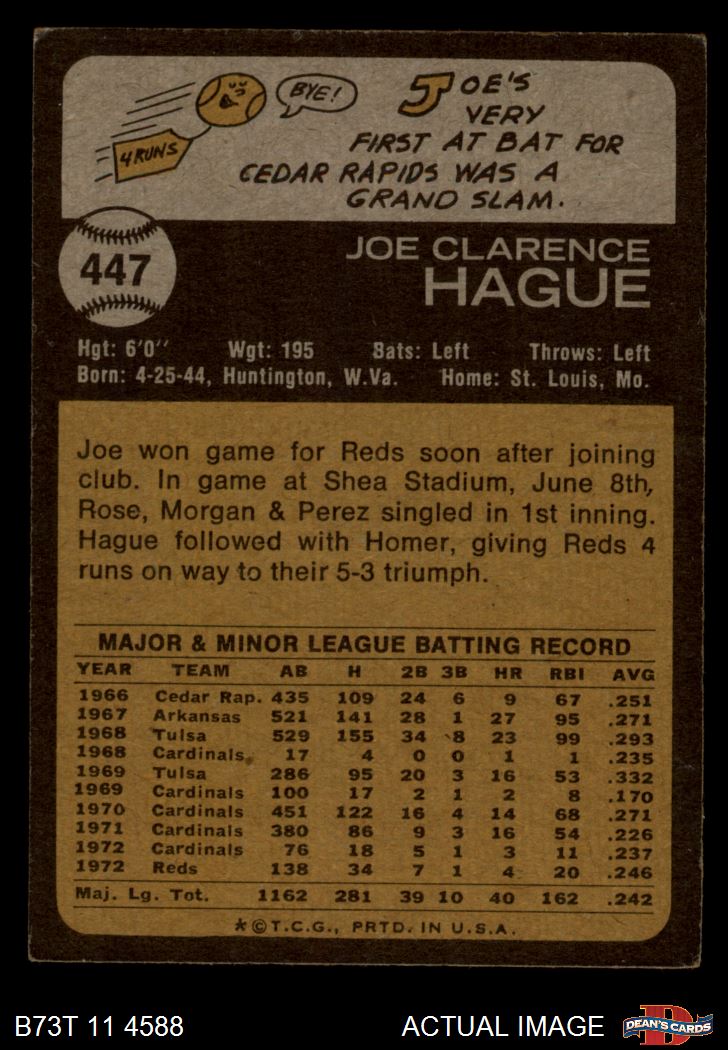 4 RUNS
BYE!
JOE'S
VERY
FIRST AT BAT FOR
CEDAR RAPIDS WAS A
GRAND SLAM.
447
JOE CLARENCE
HAGUE
Hgt: 6'0'' Wgt: 195 Bats: Left Throws: Left
Born: 4-25-44, Huntington, W.Va. Home: St. Louis, Mo.
Joe won game for Reds soon after joining
club. In game at Shea Stadium, June 8th,
Rose, Morgan & Perez singled in 1st inning.
Hague followed with Homer, giving Reds 4
runs on way to their 5-3 triumph.
MAJOR & MINOR LEAGUE BATTING RECORD
YEAR TEAM AB H 2B 3B HR RBI AVG
1966 Cedar Rap. 435 109 24 6 9 67 .251
1967 Arkansas 521 141 28 1 27 95 .271
1968 Tulsa 529 155 34 8 23 99 .293
1968 Cardinals 17 4 0 0 1 1 .235
1969 Tulsa 286 95 20 3 16 53 .332
1969 Cardinals 100 17 2 1 2 8 .170
1970 Cardinals 451 122 16 4 14 68 .271
1971 Cardinals 380 86 9 3 16 54 .226
1972 Cardinals 76 18 5 1 3 11 .237
1972 Reds 138 34 7 1 4 20 .246
Maj. Lg. Tot. 1162 281 39 10 40 162 .242
*©T.C.G., PRTD. IN U.S.A.
B73T 11 4588 ACTUAL IMAGE
D
DEAN'S CARDS